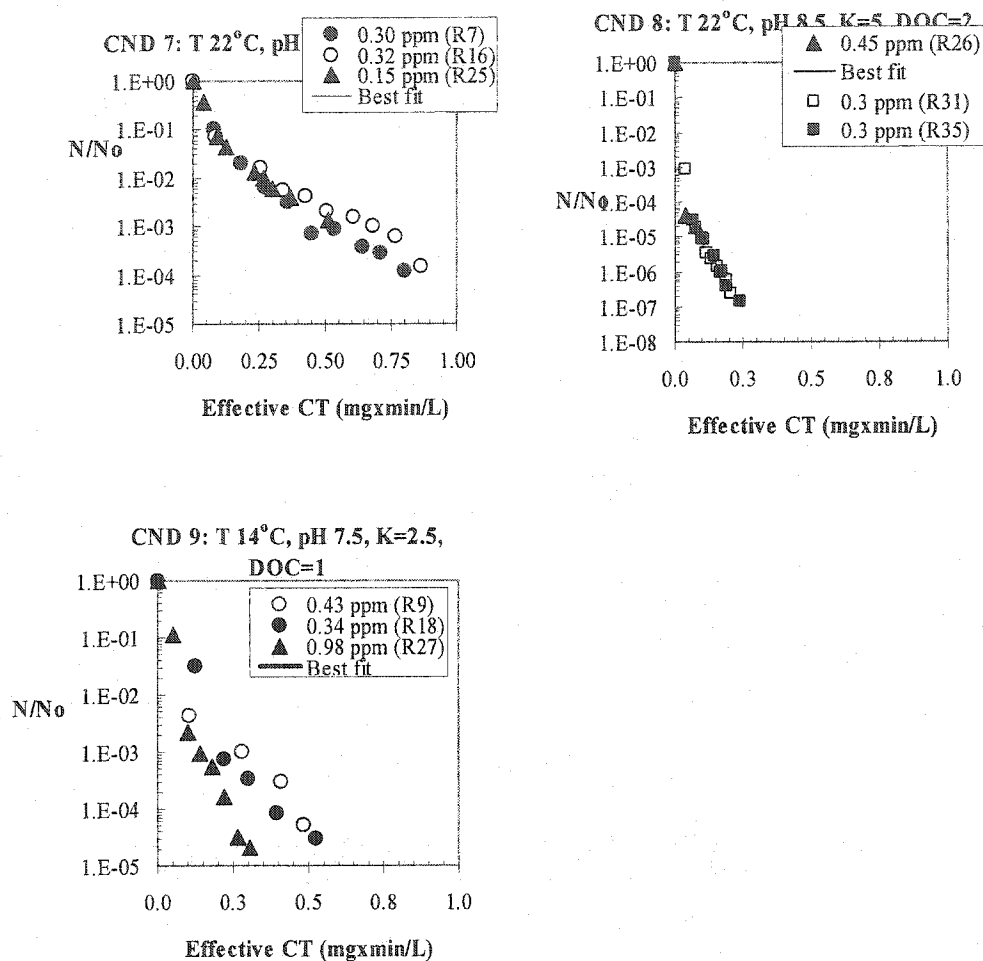 CND 7: T 22°C, pH
0.30 ppm (R7)
0.32 ppm (R16)
0.15 ppm (R25)
Best fit
1.E+00
1.E-01
N/No
1.E-02
1.E-03
1.E-04
1.E-05
0.00 0.25 0.50 0.75 1.00
Effective CT (mgxmin/L)
CND 8: T 22°C, pH 8.5, K=5, DOC=2
0.45 ppm (R26)
Best fit
0.3 ppm (R31)
0.3 ppm (R35)
1.E+00
1.E-01
1.E-02
1.E-03
N/No
1.E-04
1.E-05
1.E-06
1.E-07
1.E-08
0.0 0.3 0.5 0.8 1.0
Effective CT (mgxmin/L)
CND 9: T 14°C, pH 7.5, K=2.5,
DOC=1
0.43 ppm (R9)
0.34 ppm (R18)
0.98 ppm (R27)
Best fit
1.E+00
1.E-01
1.E-02
N/No
1.E-03
1.E-04
1.E-05
0.0 0.3 0.5 0.8 1.0
Effective CT (mgxmin/L)